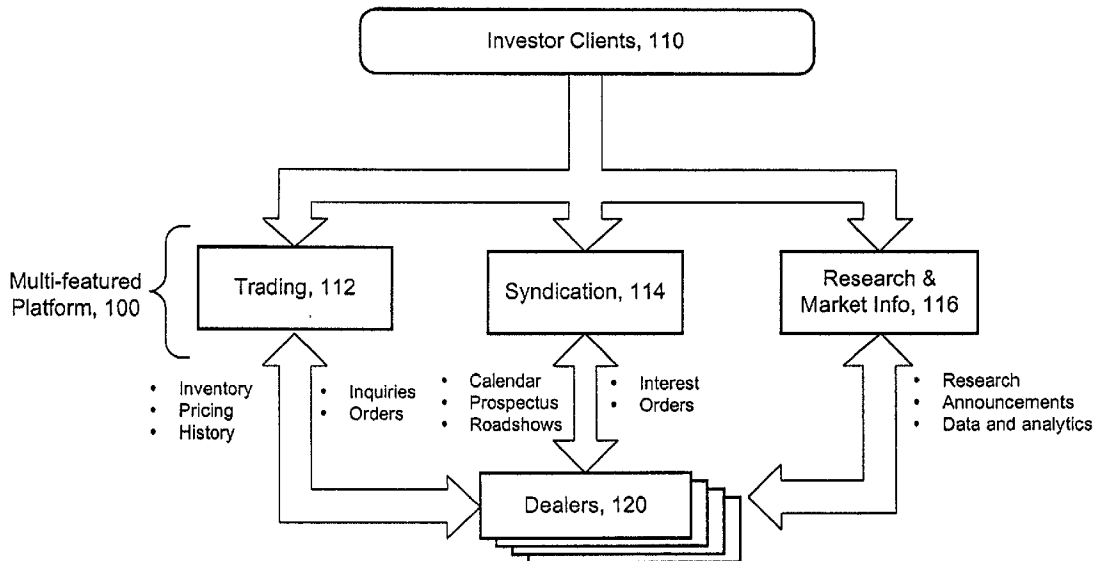 Investor Clients, 110
Multi-featured
Platform, 100
Trading, 112
Syndication, 114
Research &
Market Info, 116
• Inventory
• Pricing
• History
• Inquiries
• Orders
• Calendar
• Prospectus
• Roadshows
• Interest
• Orders
• Research
• Announcements
• Data and analytics
Dealers, 120